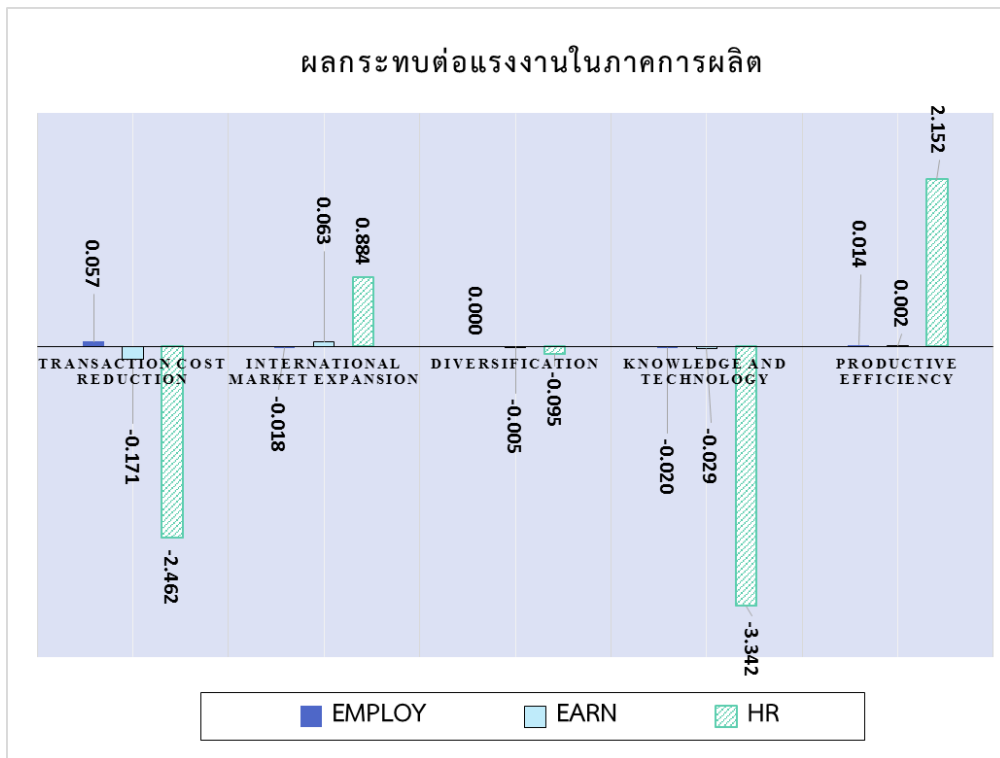 ผลกระทบต่อแรงงานในภาคการผลิต
0.057
-0.171
-2.462
-0.018
0.063
0.884
0.000
-0.005
-0.095
-0.020
-0.029
-3.342
0.014
0.002
2.152
TRANSACTION COST
REDUCTION
INTERNATIONAL
MARKET EXPANSION
DIVERSIFICATION
KNOWLEDGE AND
TECHNOLOGY
PRODUCTIVE
EFFICIENCY
EMPLOY
EARN
HR